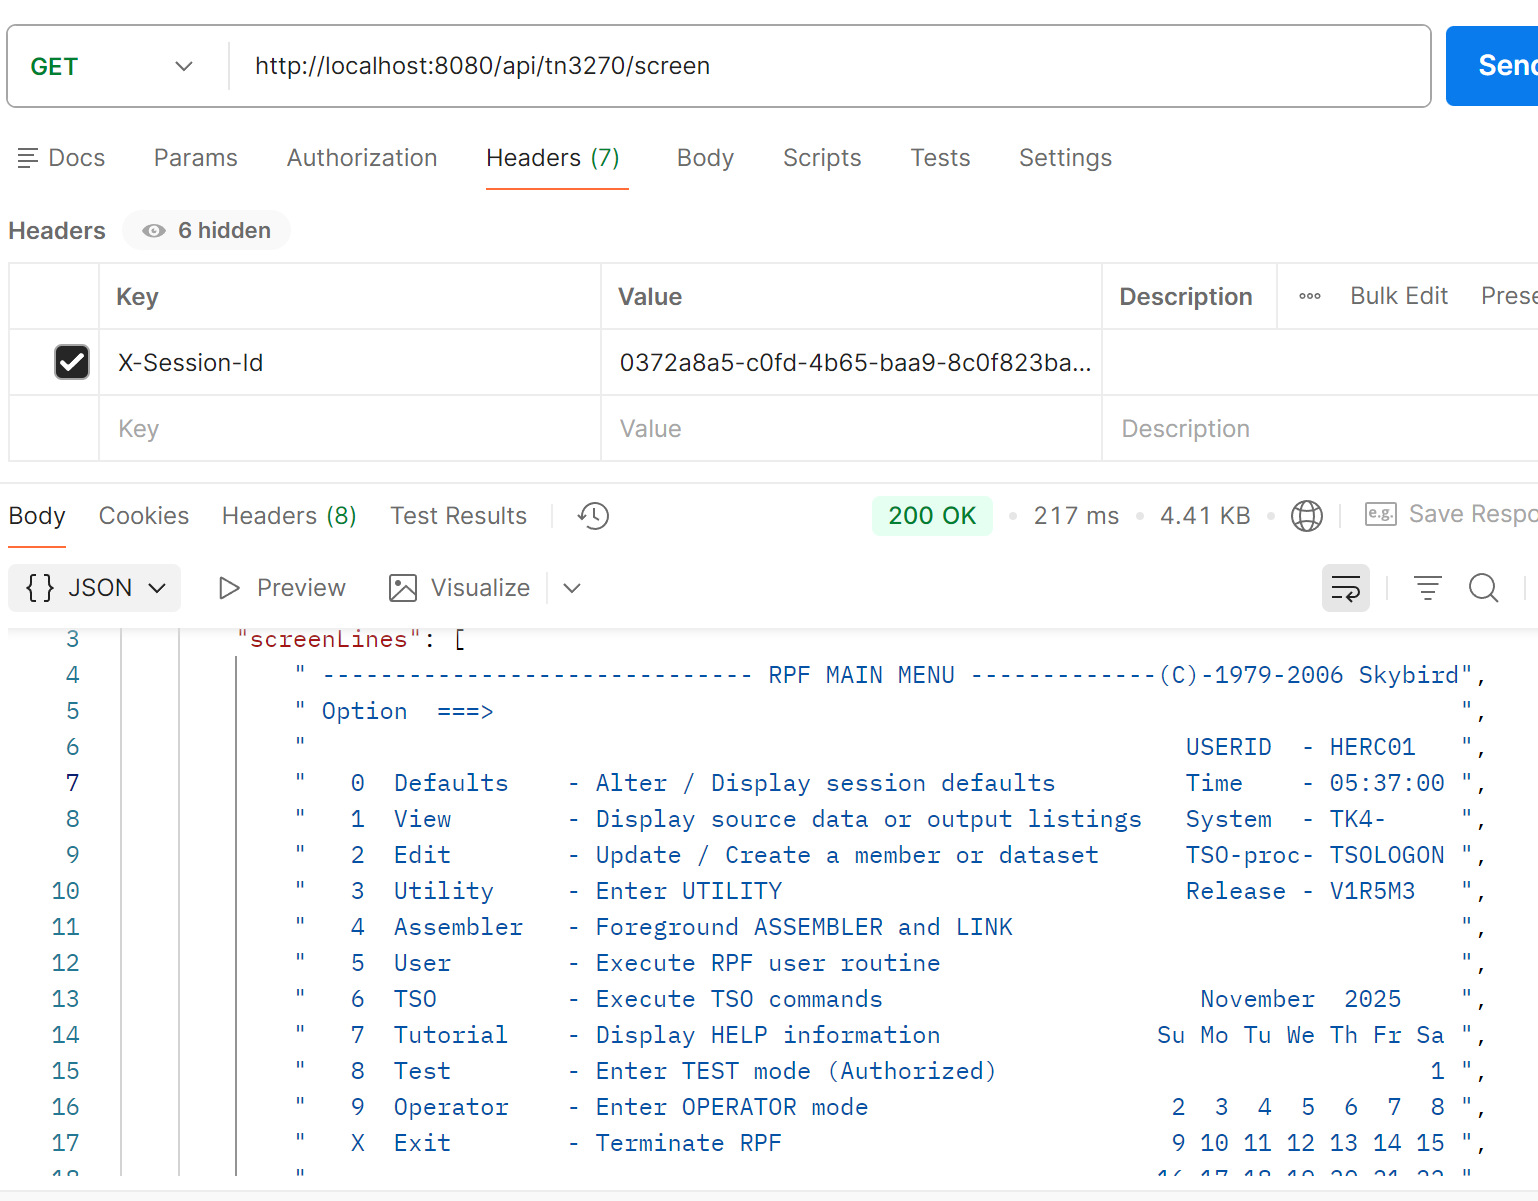 GET http://localhost:8080/api/tn3270/screen Send
Docs Params Authorization Headers (7) Body Scripts Tests Settings
Headers 6 hidden
Key Value Description ooo Bulk Edit Prese
X-Session-Id 0372a8a5-c0fd-4b65-baa9-8c0f823ba...
Key Value Description
Body Cookies Headers (8) Test Results 200 OK • 217 ms • 4.41 KB • e.g. Save Respo
{} JSON Preview Visualize
3 "screenLines": [
4 " ------------------------------ RPF MAIN MENU -------------(C)-1979-2006 Skybird",
5 " Option  ===>                                                                   ",
6 "                                                             USERID  - HERC01   ",
7 "   0  Defaults    - Alter / Display session defaults         Time    - 05:37:00 ",
8 "   1  View        - Display source data or output listings   System  - TK4-     ",
9 "   2  Edit        - Update / Create a member or dataset      TSO-proc- TSOLOGON ",
10 "   3  Utility     - Enter UTILITY                            Release - V1R5M3   ",
11 "   4  Assembler   - Foreground ASSEMBLER and LINK                               ",
12 "   5  User        - Execute RPF user routine                                    ",
13 "   6  TSO         - Execute TSO commands                      November  2025    ",
14 "   7  Tutorial    - Display HELP information               Su Mo Tu We Th Fr Sa ",
15 "   8  Test        - Enter TEST mode (Authorized)                              1 ",
16 "   9  Operator    - Enter OPERATOR mode                     2  3  4  5  6  7  8 ",
17 "   X  Exit        - Terminate RPF                           9 10 11 12 13 14 15 ",